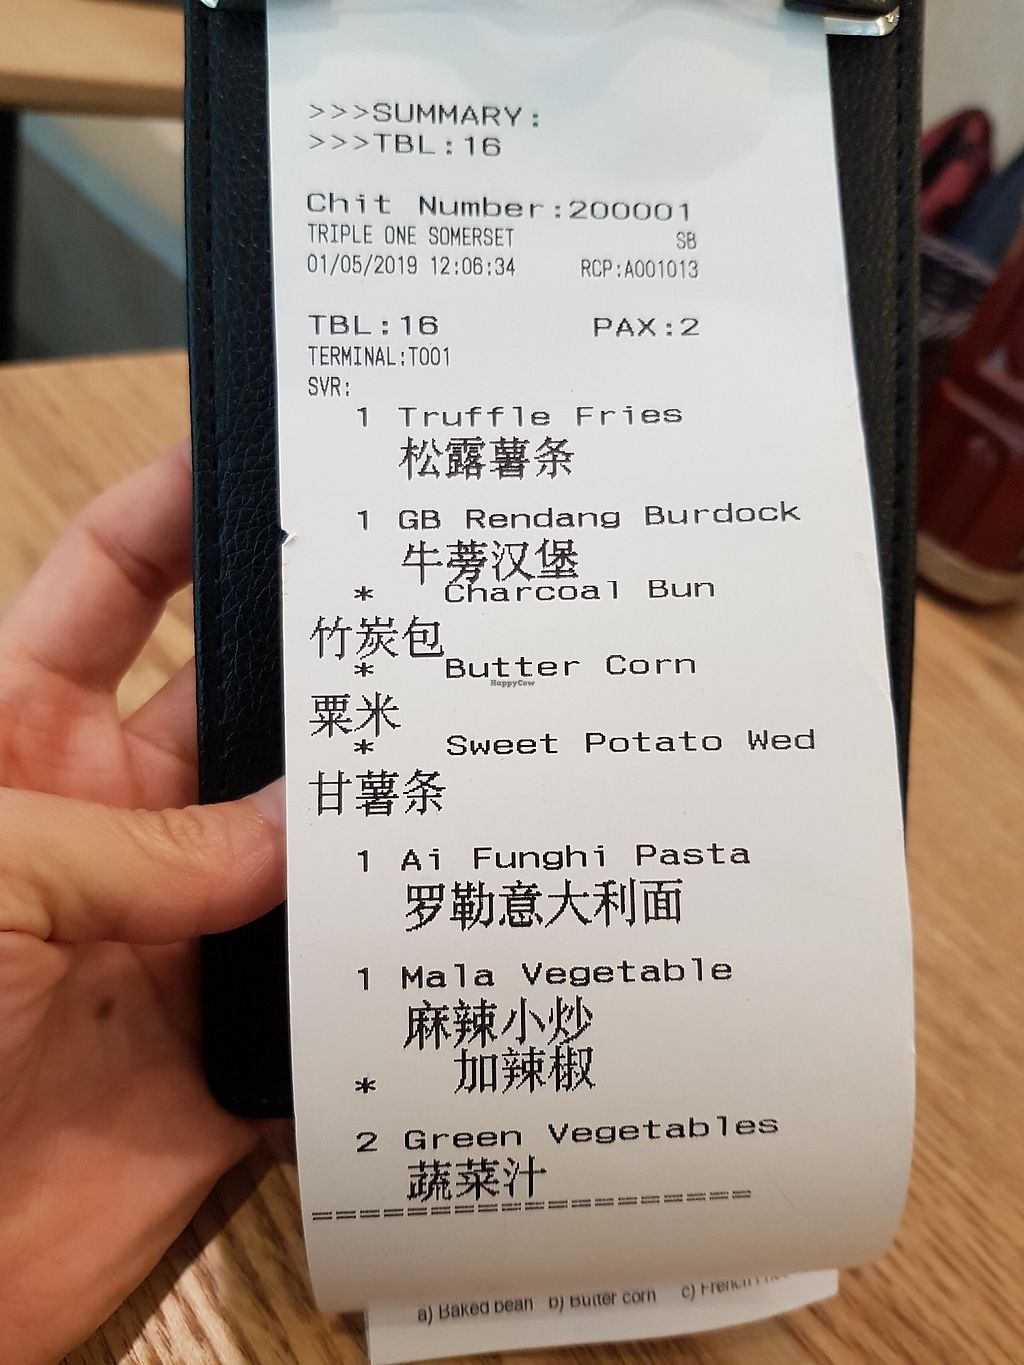 >>>SUMMARY:
>>>TBL:16
Chit Number:200001
TRIPLE ONE SOMERSET SB
01/05/2019 12:06:34 RCP:A001013
TBL:16 PAX:2
TERMINAL:T001
SVR:
1 Truffle Fries
松露薯条
1 GB Rendang Burdock
牛蒡汉堡
* Charcoal Bun
竹炭包
* Butter Corn
HappyCow
粟米
* Sweet Potato Wed
甘薯条
1 Ai Funghi Pasta
罗勒意大利面
1 Mala Vegetable
麻辣小炒
* 加辣椒
2 Green Vegetables
蔬菜汁
===================
a) Baked bean b) Butter corn c) French